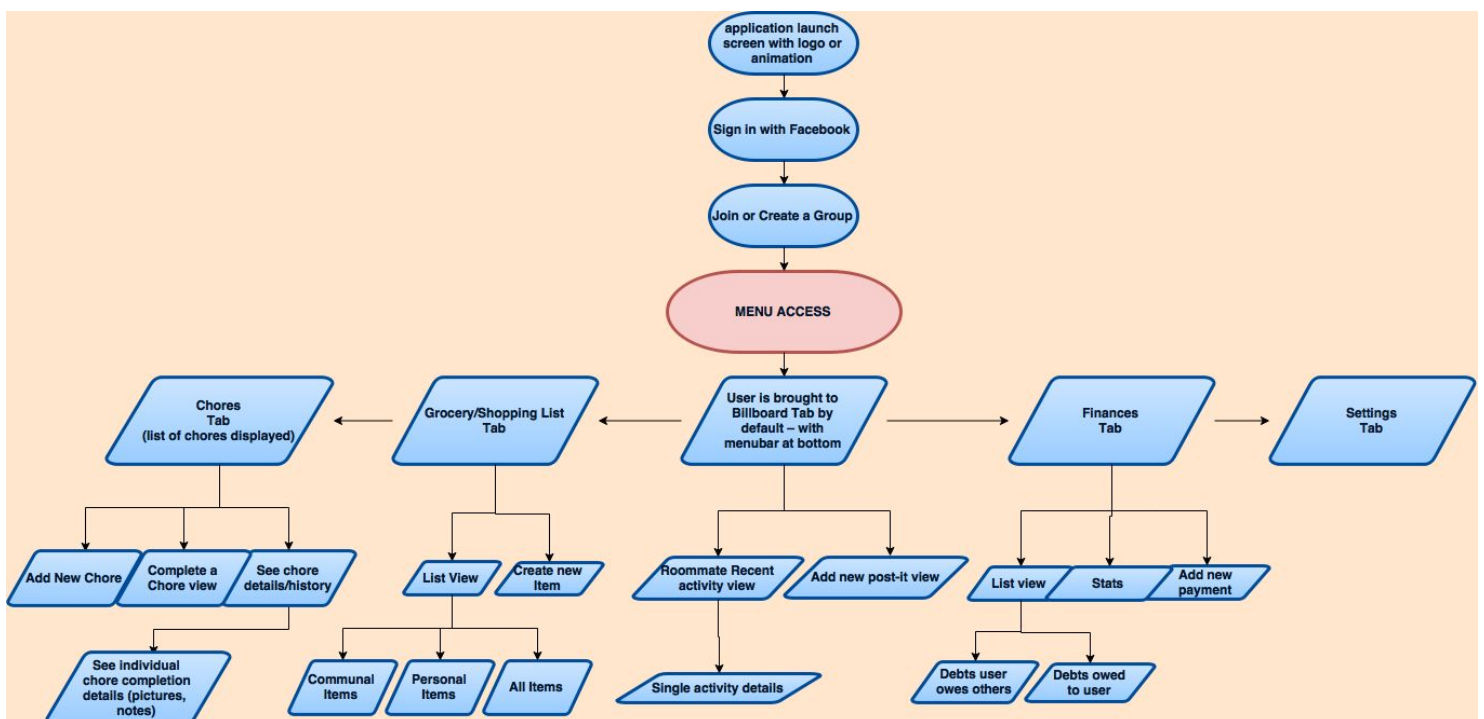 application launch
screen with logo or
animation
Sign in with Facebook
Join or Create a Group
MENU ACCESS
Chores
Tab
(list of chores displayed)
Grocery/Shopping List
Tab
User is brought to
Billboard Tab by
default – with
menubar at bottom
Finances
Tab
Settings
Tab
Add New Chore
Complete a
Chore view
See chore
details/history
List View
Create new
Item
Roommate Recent
activity view
Add new post-it view
List view
Stats
Add new
payment
See individual
chore completion
details (pictures,
notes)
Communal
Items
Personal
Items
All Items
Single activity details
Debts user
owes others
Debts owed
to user